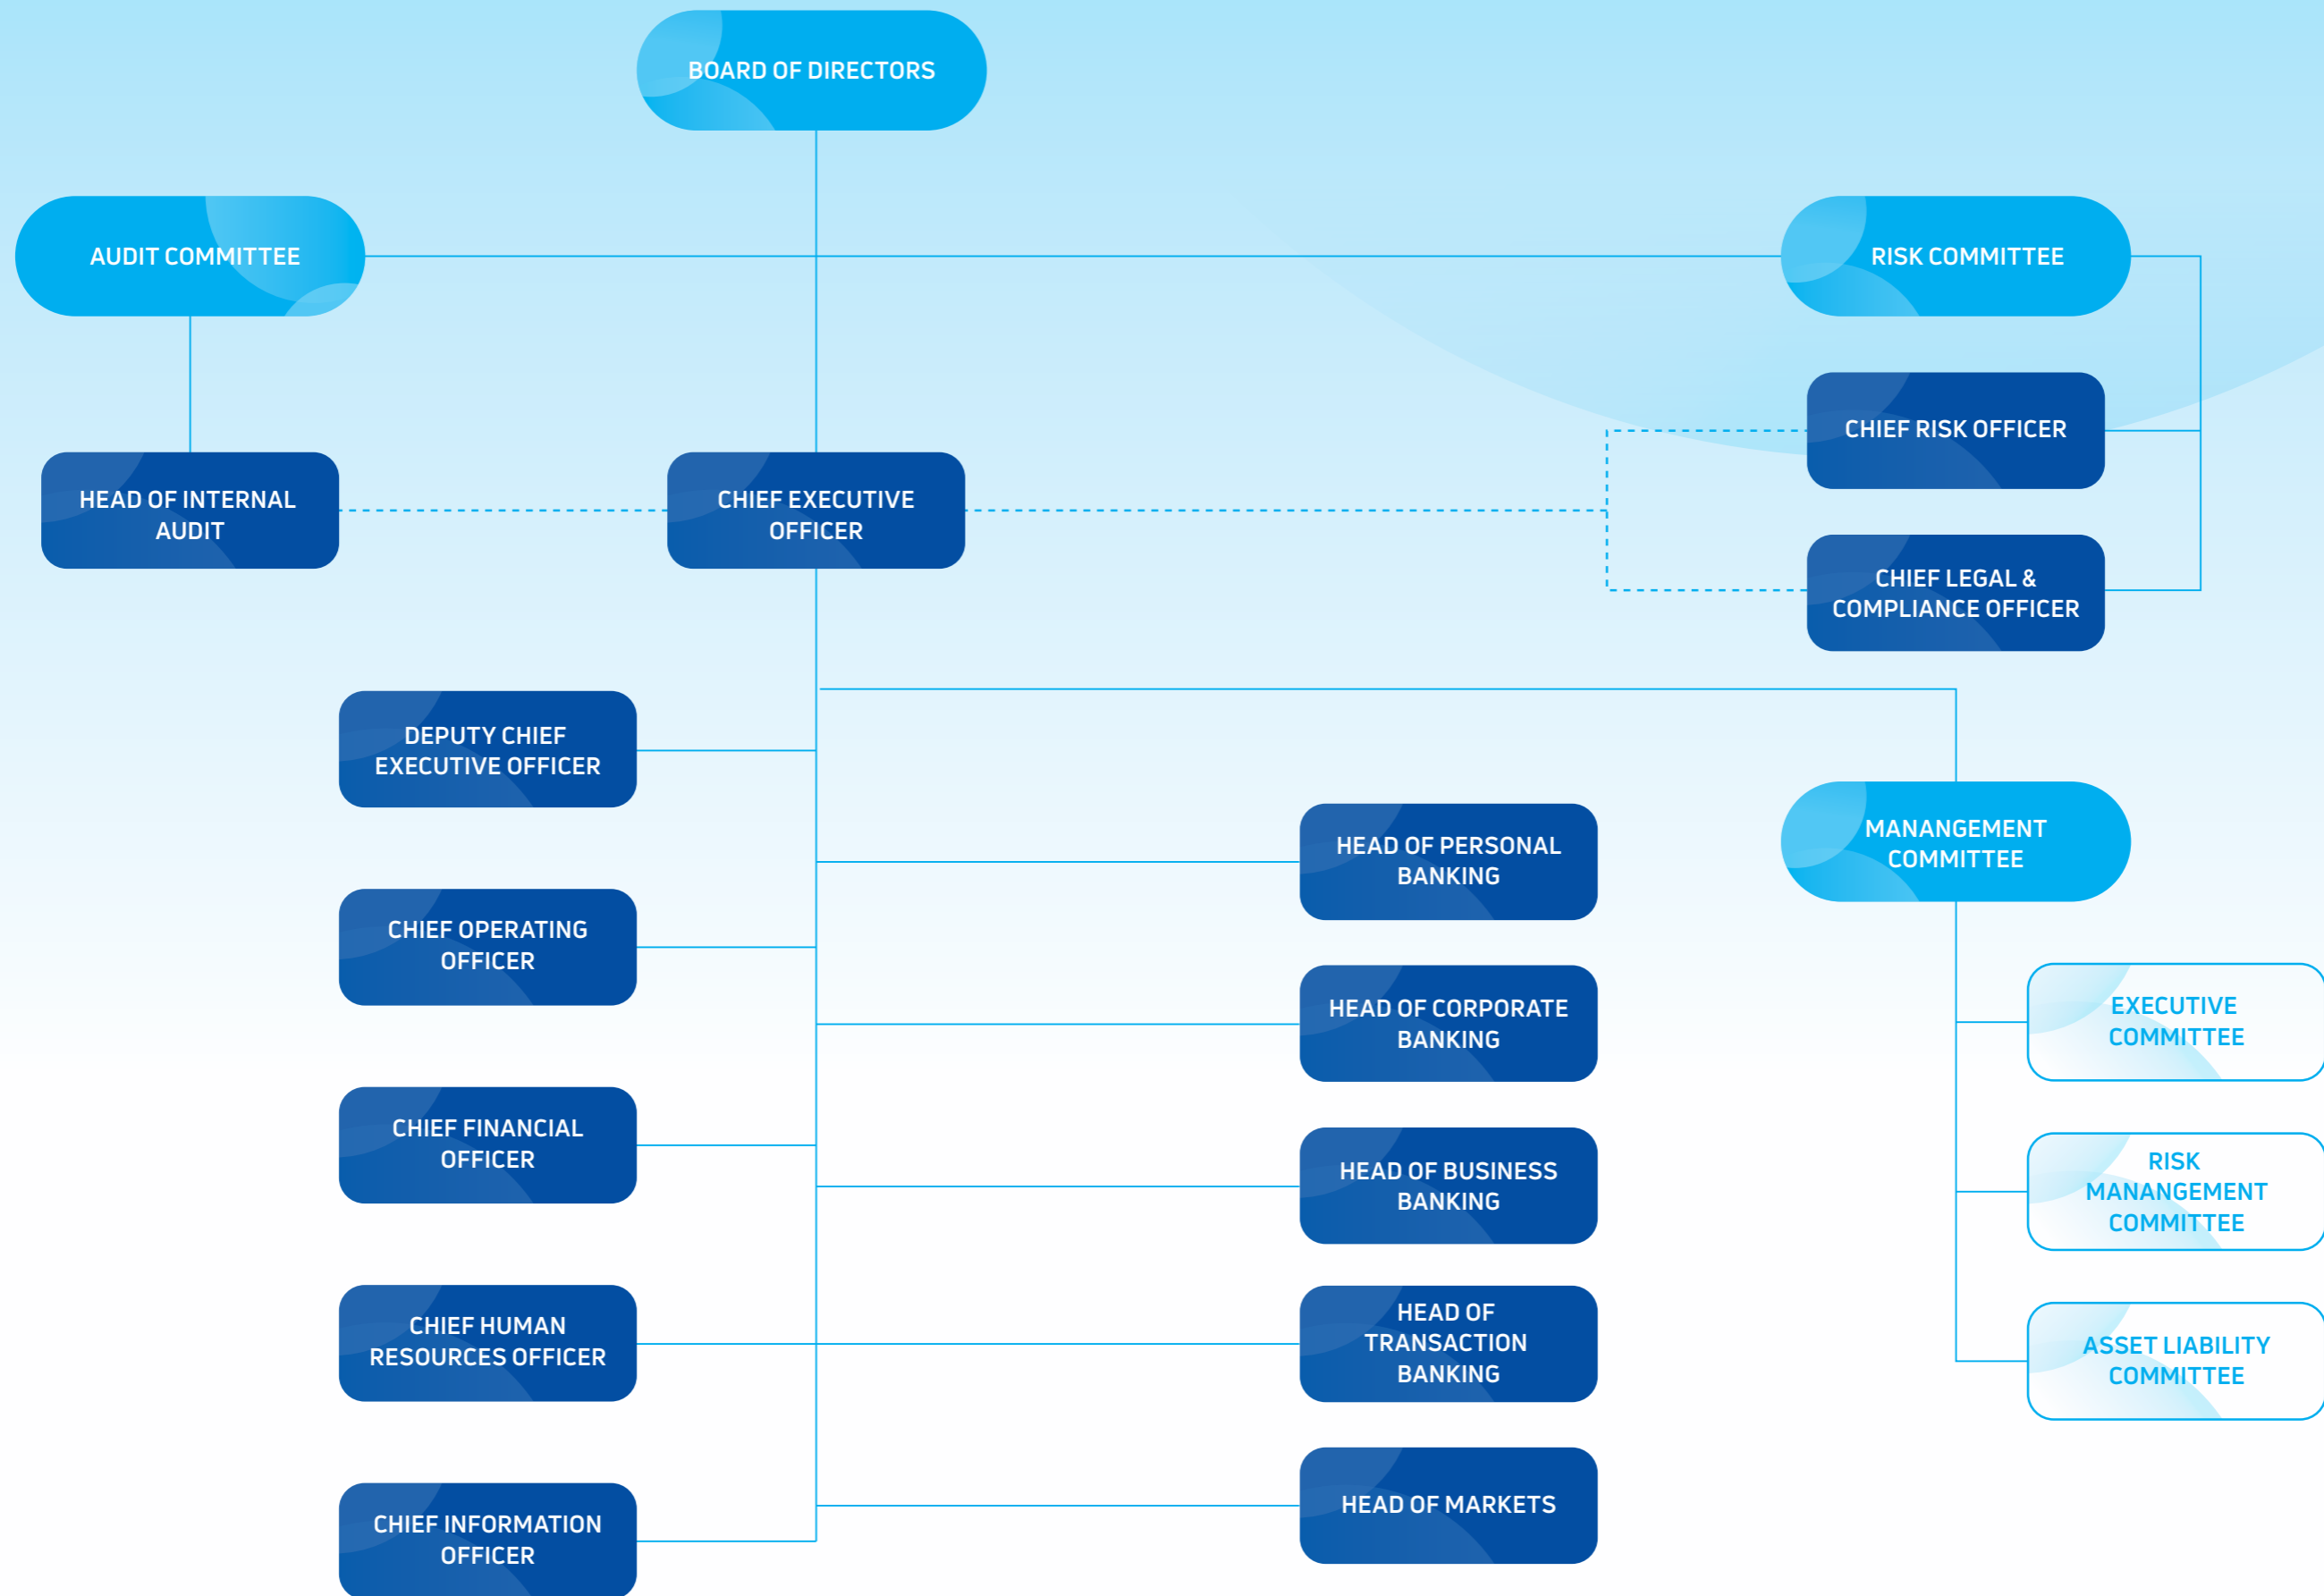 BOARD OF DIRECTORS
AUDIT COMMITTEE
RISK COMMITTEE
CHIEF RISK OFFICER
HEAD OF INTERNAL
AUDIT
CHIEF EXECUTIVE
OFFICER
CHIEF LEGAL &
COMPLIANCE OFFICER
DEPUTY CHIEF
EXECUTIVE OFFICER
CHIEF OPERATING
OFFICER
CHIEF FINANCIAL
OFFICER
CHIEF HUMAN
RESOURCES OFFICER
CHIEF INFORMATION
OFFICER
HEAD OF PERSONAL
BANKING
HEAD OF CORPORATE
BANKING
HEAD OF BUSINESS
BANKING
HEAD OF
TRANSACTION
BANKING
HEAD OF MARKETS
MANANGEMENT
COMMITTEE
EXECUTIVE
COMMITTEE
RISK
MANANGEMENT
COMMITTEE
ASSET LIABILITY
COMMITTEE